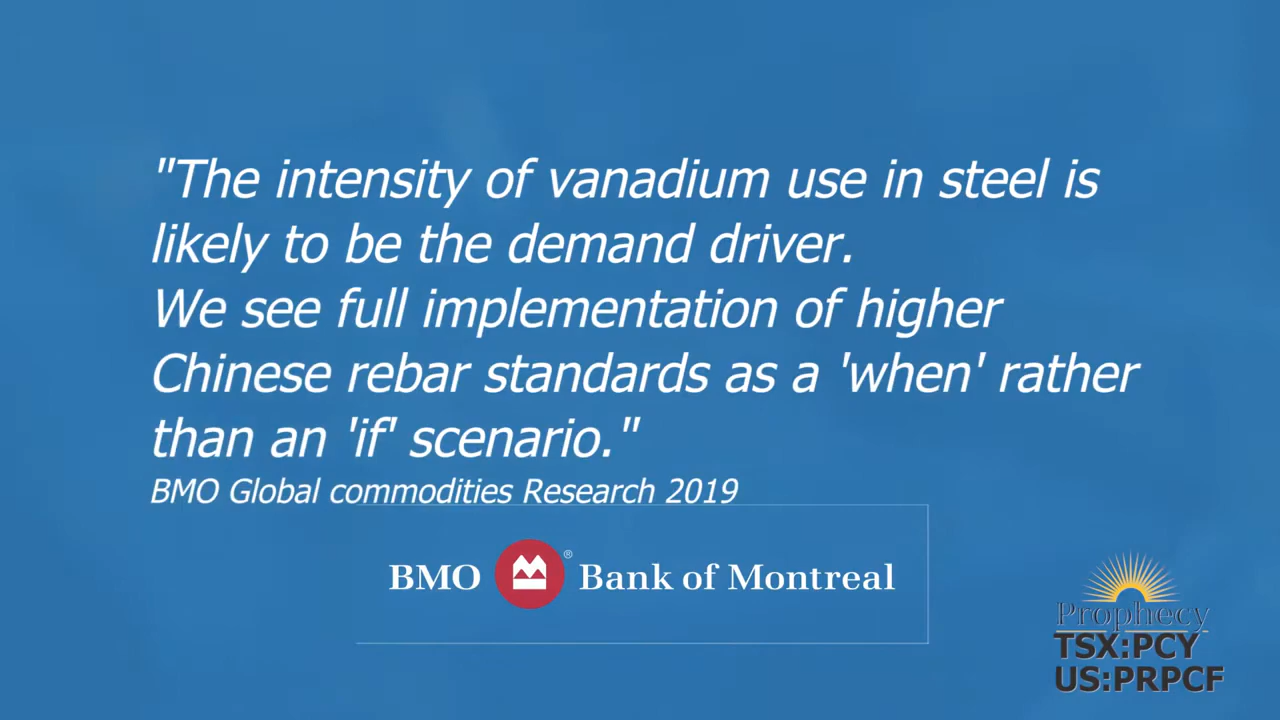 "The intensity of vanadium use in steel is
likely to be the demand driver.
We see full implementation of higher
Chinese rebar standards as a 'when' rather
than an 'if' scenario."
BMO Global commodities Research 2019
BMO ® Bank of Montreal
Prophecy
TSX:PCY
US:PRPCF